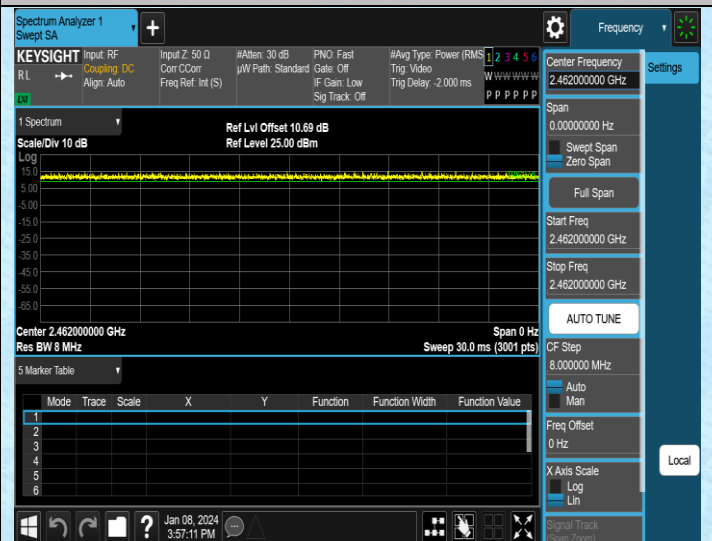 Spectrum Analyzer 1
Swept SA
Frequency
KEYSIGHT
RL
LXI
Input: RF
Coupling: DC
Align: Auto
Input Z: 50 Ω
Corr CCorr
Freq Ref: Int (S)
#Atten: 30 dB
µW Path: Standard
PNO: Fast
Gate: Off
IF Gain: Low
Sig Track: Off
#Avg Type: Power (RMS
Trig: Video
Trig Delay: -2.000 ms
1 2 3 4 5 6
W W W W W W
P P P P P P
1 Spectrum
Scale/Div 10 dB
Ref Lvl Offset 10.69 dB
Ref Level 25.00 dBm
Log
15.0
5.00
-5.00
-15.0
-25.0
-35.0
-45.0
-55.0
-65.0
Center 2.462000000 GHz
Span 0 Hz
Res BW 8 MHz
Sweep 30.0 ms (3001 pts)
5 Marker Table
Mode Trace Scale X Y Function Function Width Function Value
1
2
3
4
5
6
Jan 08, 2024
3:57:11 PM
Center Frequency
2.462000000 GHz
Settings
Span
0.00000000 Hz
Swept Span
Zero Span
Full Span
Start Freq
2.462000000 GHz
Stop Freq
2.462000000 GHz
AUTO TUNE
CF Step
8.000000 MHz
Auto
Man
Freq Offset
0 Hz
X Axis Scale
Log
Lin
Local
Signal Track
(Span Zoom)